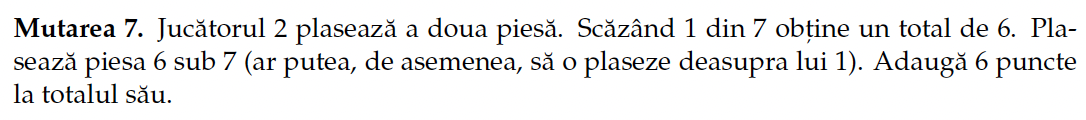 Mutarea 7. Jucătorul 2 plasează a doua piesă. Scăzând 1 din 7 obține un total de 6. Pla-
sează piesa 6 sub 7 (ar putea, de asemenea, să o plaseze deasupra lui 1). Adaugă 6 puncte
la totalul său.